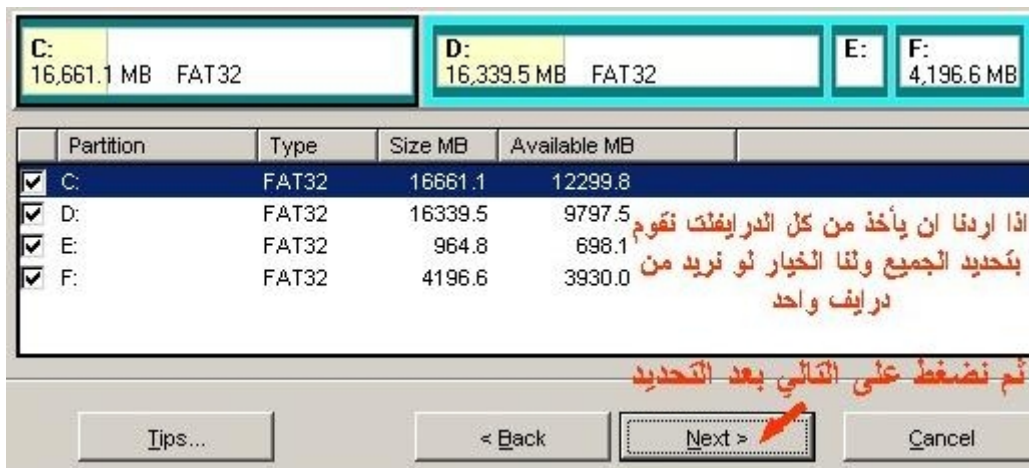 C:
16,661.1 MB FAT32
D:
16,339.5 MB FAT32
E:
F:
4,196.6 MB
Partition Type Size MB Available MB
C: FAT32 16661.1 12299.8
D: FAT32 16339.5 9797.5
E: FAT32 964.8 698.1
F: FAT32 4196.6 3930.0
اذا اردنا ان يأخذ من كل الدرايفات نقوم
بتحديد الجميع ولنا الخيار لو نريد من
درايف واحد
ثم نضغط على التالي بعد التحديد
Tips... < Back Next > Cancel